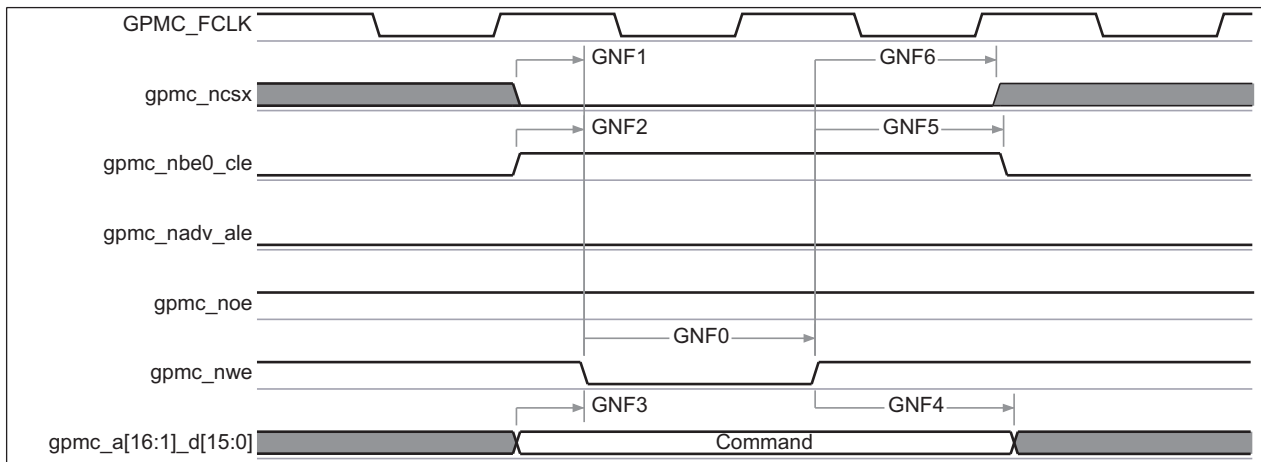 GPMC_FCLK
GNF1
GNF6
gpmc_ncsx
GNF2
GNF5
gpmc_nbe0_cle
gpmc_nadv_ale
gpmc_noe
GNF0
gpmc_nwe
GNF3
GNF4
gpmc_a[16:1]_d[15:0]
Command